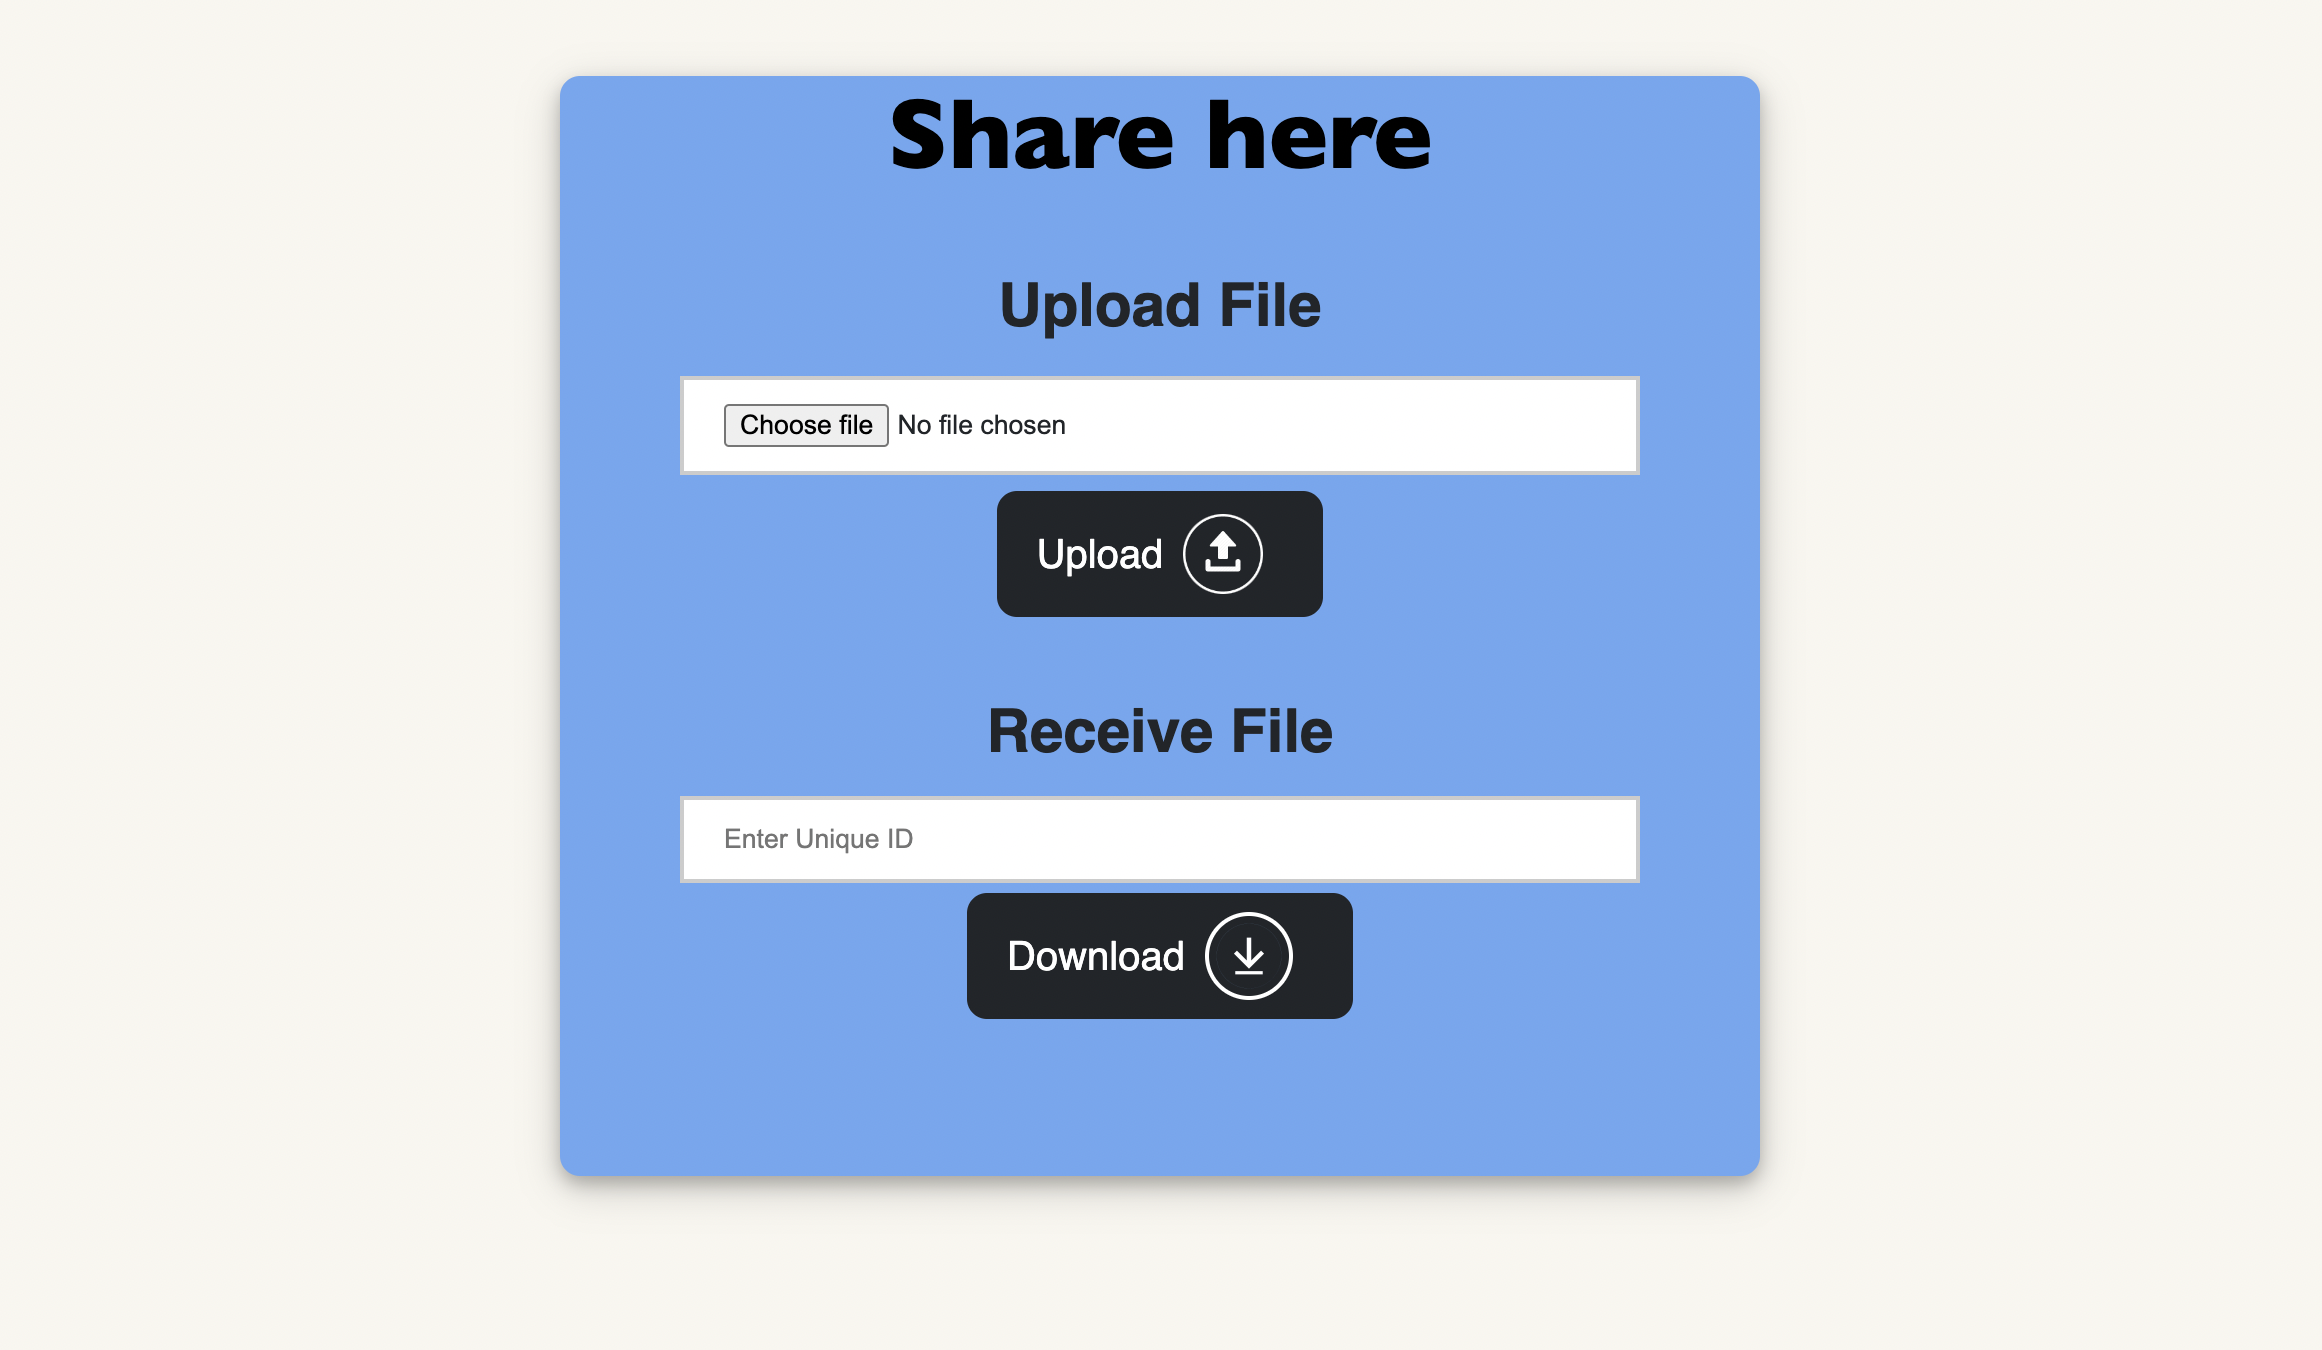 Share here
Upload File
Choose file No file chosen
Upload
Receive File
Enter Unique ID
Download